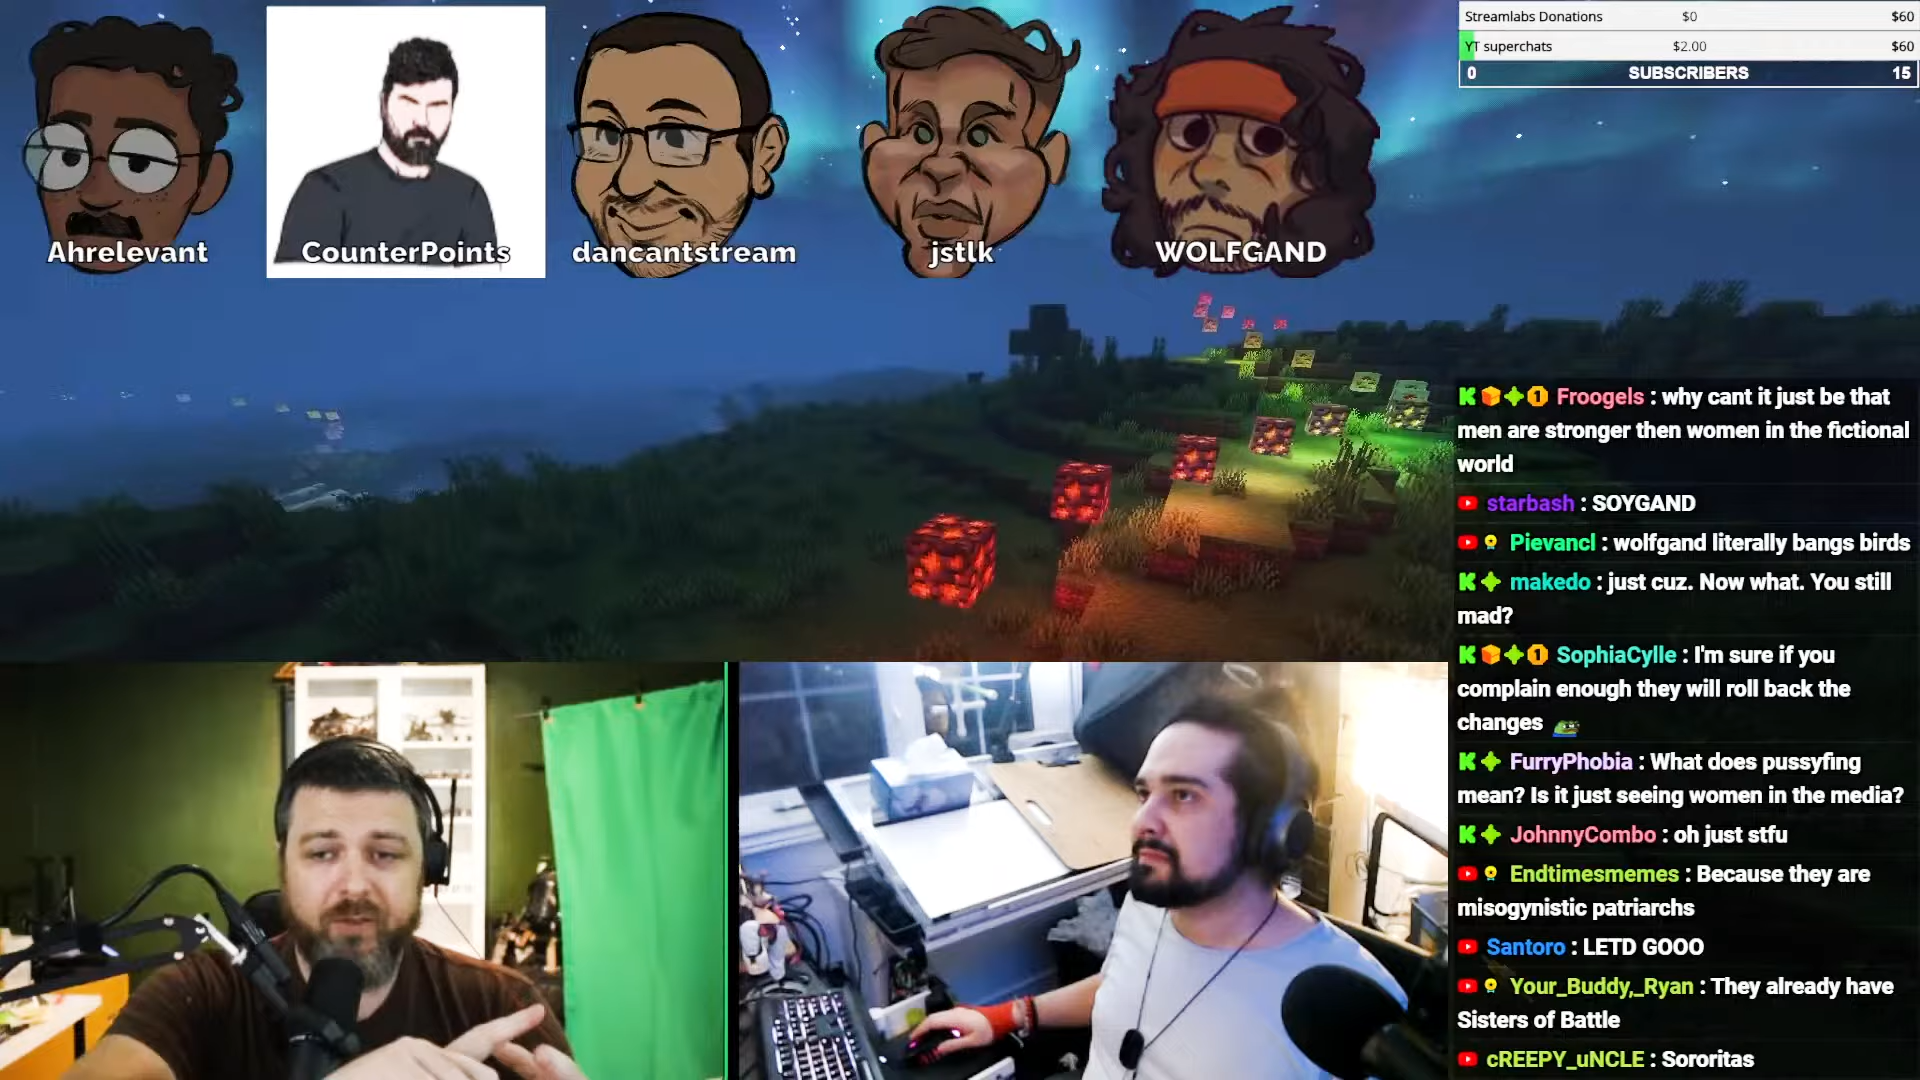 Ahrelevant
CounterPoints
dancantstream
jstlk
WOLFGAND
Streamlabs Donations $0 $60
YT superchats $2.00 $60
0 SUBSCRIBERS 15
Froogels : why cant it just be that
men are stronger then women in the fictional
world
starbash : SOYGAND
Pievancl : wolfgand literally bangs birds
makedo : just cuz. Now what. You still
mad?
SophiaCylle : I'm sure if you
complain enough they will roll back the
changes
FurryPhobia : What does pussyfing
mean? Is it just seeing women in the media?
JohnnyCombo : oh just stfu
Endtimesmemes : Because they are
misogynistic patriarchs
Santoro : LETD GOOO
Your_Buddy,_Ryan : They already have
Sisters of Battle
cREEPY_uNCLE : Sororitas